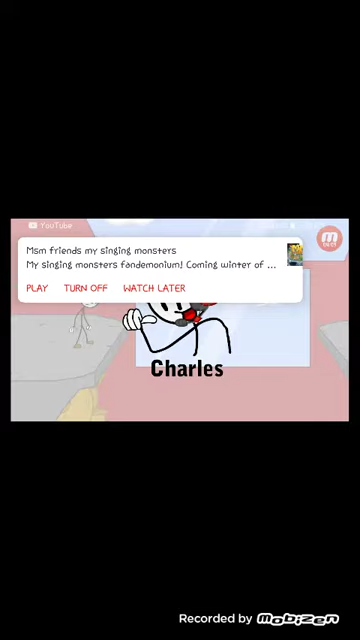 YouTube
Msm friends my singing monsters
My singing monsters fandemonium! Coming winter of ...
PLAY TURN OFF WATCH LATER
Charles
Recorded by Mobizen